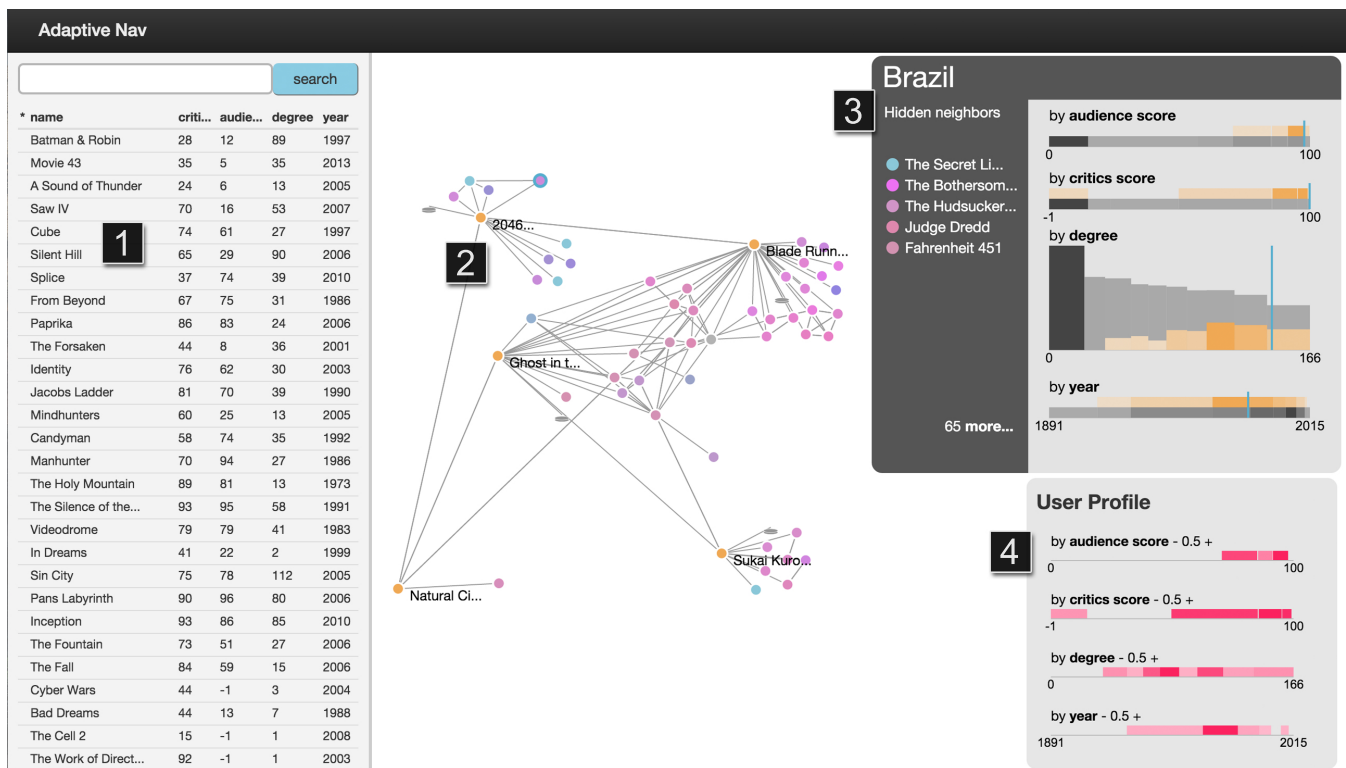 Adaptive Nav
search
* name criti... audie... degree year
Batman & Robin 28 12 89 1997
Movie 43 35 5 35 2013
A Sound of Thunder 24 6 13 2005
Saw IV 70 16 53 2007
Cube 74 61 27 1997
Silent Hill 65 29 90 2006
Splice 37 74 39 2010
From Beyond 67 75 31 1986
Paprika 86 83 24 2006
The Forsaken 44 8 36 2001
Identity 76 62 30 2003
Jacobs Ladder 81 70 39 1990
Mindhunters 60 25 13 2005
Candyman 58 74 35 1992
Manhunter 70 94 27 1986
The Holy Mountain 89 81 13 1973
The Silence of the... 93 95 58 1991
Videodrome 79 79 41 1983
In Dreams 41 22 2 1999
Sin City 75 78 112 2005
Pans Labyrinth 90 96 80 2006
Inception 93 86 85 2010
The Fountain 73 51 27 2006
The Fall 84 59 15 2006
Cyber Wars 44 -1 3 2004
Bad Dreams 44 13 7 1988
The Cell 2 15 -1 1 2008
The Work of Direct... 92 -1 1 2003
1
2046...
2
Blade Runn...
Ghost in t...
Sukai Kuro...
Natural Ci...
Brazil
3
Hidden neighbors
The Secret Li...
The Bothersom...
The Hudsucker...
Judge Dredd
Fahrenheit 451
65 more...
by audience score
0 100
by critics score
-1 100
by degree
0 166
by year
1891 2015
User Profile
4
by audience score - 0.5 +
0 100
by critics score - 0.5 +
-1 100
by degree - 0.5 +
0 166
by year - 0.5 +
1891 2015